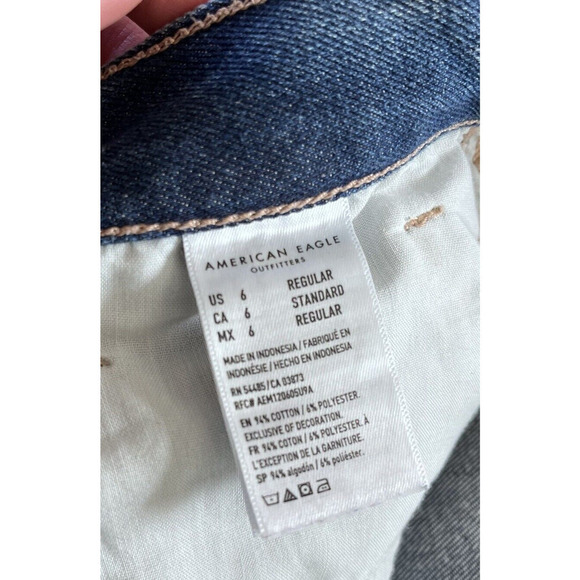 AMERICAN EAGLE
OUTFITTERS
US 6 REGULAR
CA 6 STANDARD
MX 6 REGULAR
MADE IN INDONESIA / FABRIQUÉ EN
INDONÉSIE / HECHO EN INDONESIA
RN 54485/CA 03873
RFC# AEM120605U9A
EN 94% COTTON / 6% POLYESTER.
EXCLUSIVE OF DECORATION.
FR 94% COTON / 6% POLYESTER.
L'EXCEPTION DE LA GARNITURE.
SP 94% algodón / 6% poliéster.